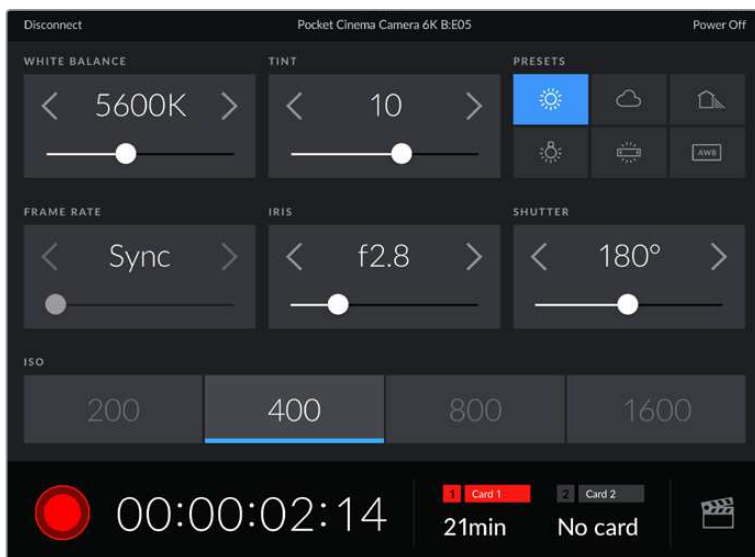 Disconnect Pocket Cinema Camera 6K B:E05 Power Off
WHITE BALANCE TINT PRESETS
5600K 10
AWB
FRAME RATE IRIS SHUTTER
Sync f2.8 180°
ISO
200 400 800 1600
00:00:02:14
1 Card 1 2 Card 2
21min No card